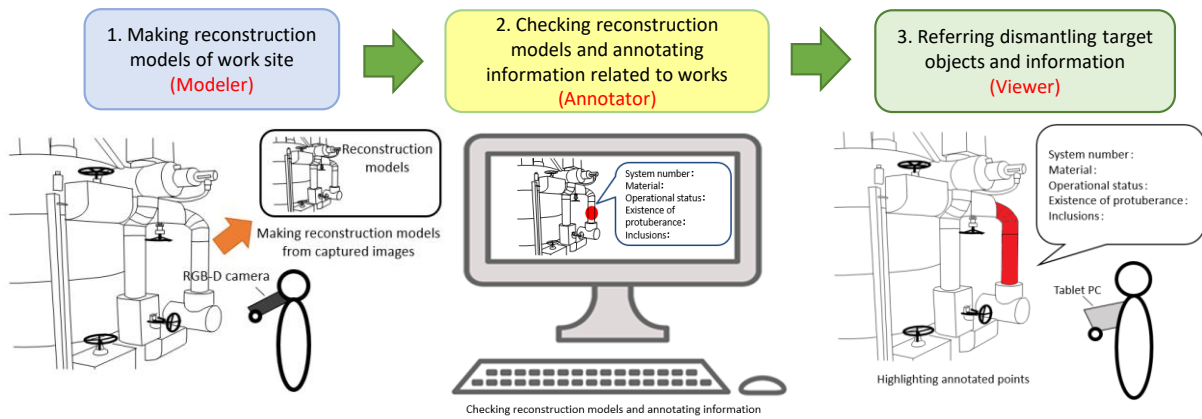 1. Making reconstruction
models of work site
(Modeler)
2. Checking reconstruction
models and annotating
information related to works
(Annotator)
3. Referring dismantling target
objects and information
(Viewer)
Reconstruction
models
Making reconstruction models
from captured images
RGB-D camera
System number:
Material:
Operational status:
Existence of
protuberance:
Inclusions:
Checking reconstruction models and annotating information
System number:
Material:
Operational status:
Existence of protuberance:
Inclusions:
Tablet PC
Highlighting annotated points